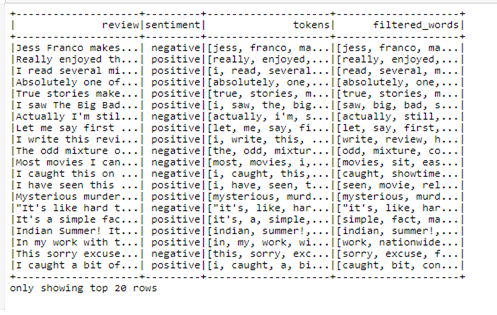 +--------------------+---------+--------------------+--------------------+
|              review|sentiment|              tokens|      filtered_words|
+--------------------+---------+--------------------+--------------------+
|Jess Franco makes...| negative|[jess, franco, ma...|[jess, franco, ma...|
|Really enjoyed th...| positive|[really, enjoyed,...|[really, enjoyed,...|
|I read several mi...| positive|[i, read, several...|[read, several, m...|
|Absolutely one of...| positive|[absolutely, one,...|[absolutely, one,...|
|True stories make...| positive|[true, stories, m...|[true, stories, m...|
|I saw The Big Bad...| positive|[i, saw, the, big...|[saw, big, bad, s...|
|Actually I'm stil...| negative|[actually, i'm, s...|[actually, still,...|
|Let me say first ...| positive|[let, me, say, fi...|[let, say, first,...|
|I write this revi...| positive|[i, write, this, ...|[write, review, h...|
|The odd mixture o...| negative|[the, odd, mixtur...|[odd, mixture, co...|
|Most movies I can...| negative|[most, movies, i,...|[movies, sit, eas...|
|I caught this on ...| negative|[i, caught, this,...|[caught, showtime...|
|I have seen this ...| positive|[i, have, seen, t...|[seen, movie, rel...|
|Mysterious murder...| positive|[mysterious, murd...|[mysterious, murd...|
|"It's like hard t...| negative|["it's, like, har...|["it's, like, har...|
|It's a simple fac...| positive|[it's, a, simple,...|[simple, fact, ma...|
|Indian Summer! It...| positive|[indian, summer!,...|[indian, summer!,...|
|In my work with t...| positive|[in, my, work, wi...|[work, nationwide...|
|This sorry excuse...| negative|[this, sorry, exc...|[sorry, excuse, f...|
|I caught a bit of...| positive|[i, caught, a, bi...|[caught, bit, con...|
+--------------------+---------+--------------------+--------------------+
only showing top 20 rows